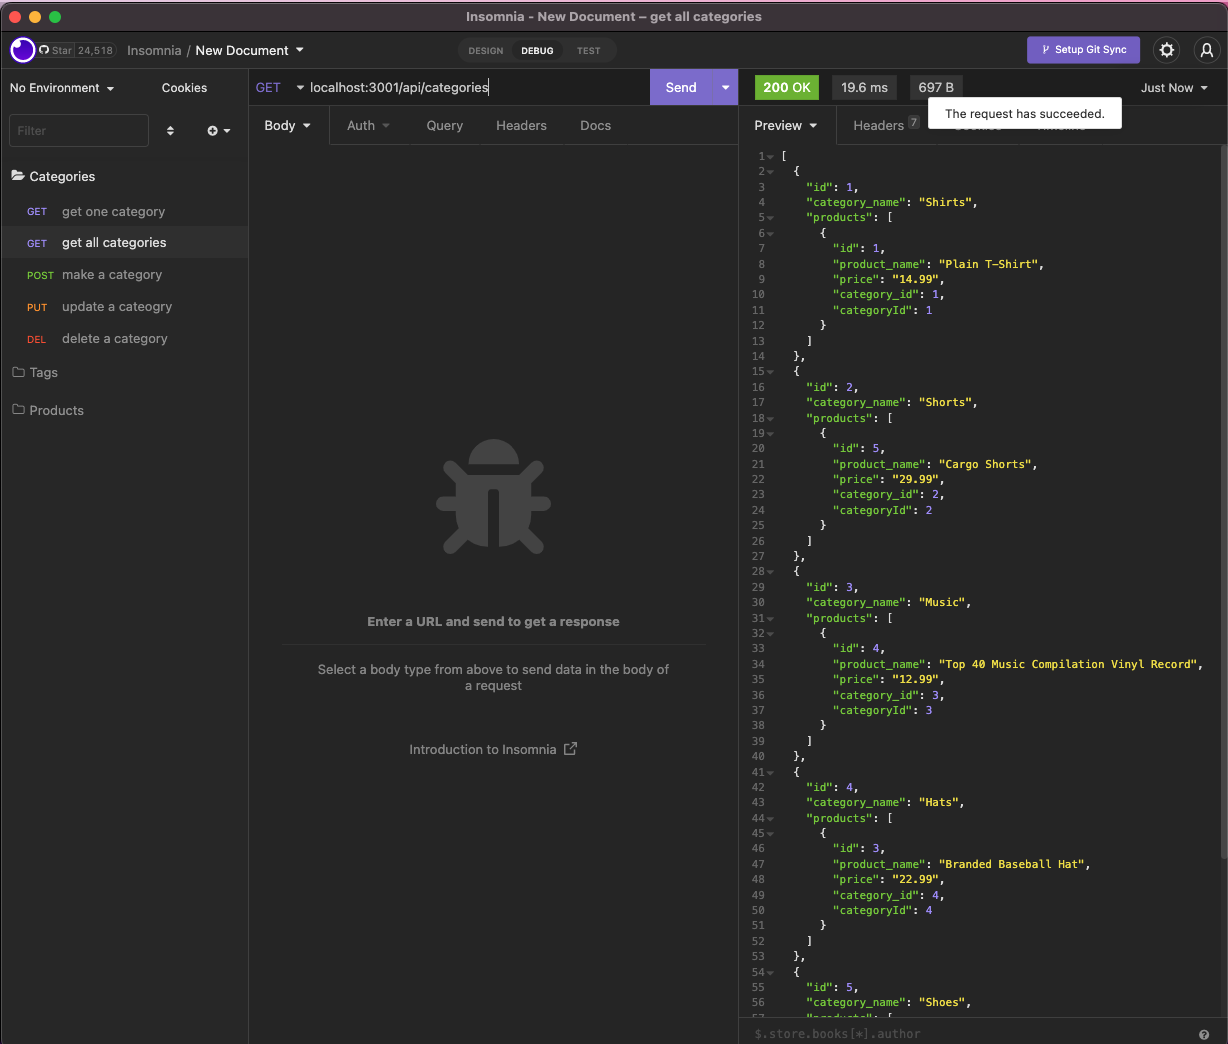 Insomnia - New Document – get all categories
Star 24,518 Insomnia / New Document
DESIGN DEBUG TEST
Setup Git Sync
No Environment Cookies
GET localhost:3001/api/categories Send
200 OK 19.6 ms 697 B Just Now
The request has succeeded.
Filter
Body Auth Query Headers Docs
Preview Headers 7
Categories
GET get one category
GET get all categories
POST make a category
PUT update a cateogry
DEL delete a category
Tags
Products
Enter a URL and send to get a response
Select a body type from above to send data in the body of
a request
Introduction to Insomnia
1 [
2 {
3 "id": 1,
4 "category_name": "Shirts",
5 "products": [
6 {
7 "id": 1,
8 "product_name": "Plain T-Shirt",
9 "price": "14.99",
10 "category_id": 1,
11 "categoryId": 1
12 }
13 ]
14 },
15 {
16 "id": 2,
17 "category_name": "Shorts",
18 "products": [
19 {
20 "id": 5,
21 "product_name": "Cargo Shorts",
22 "price": "29.99",
23 "category_id": 2,
24 "categoryId": 2
25 }
26 ]
27 },
28 {
29 "id": 3,
30 "category_name": "Music",
31 "products": [
32 {
33 "id": 4,
34 "product_name": "Top 40 Music Compilation Vinyl Record",
35 "price": "12.99",
36 "category_id": 3,
37 "categoryId": 3
38 }
39 ]
40 },
41 {
42 "id": 4,
43 "category_name": "Hats",
44 "products": [
45 {
46 "id": 3,
47 "product_name": "Branded Baseball Hat",
48 "price": "22.99",
49 "category_id": 4,
50 "categoryId": 4
51 }
52 ]
53 },
54 {
55 "id": 5,
56 "category_name": "Shoes",
57 "products": [
$.store.books[*].author